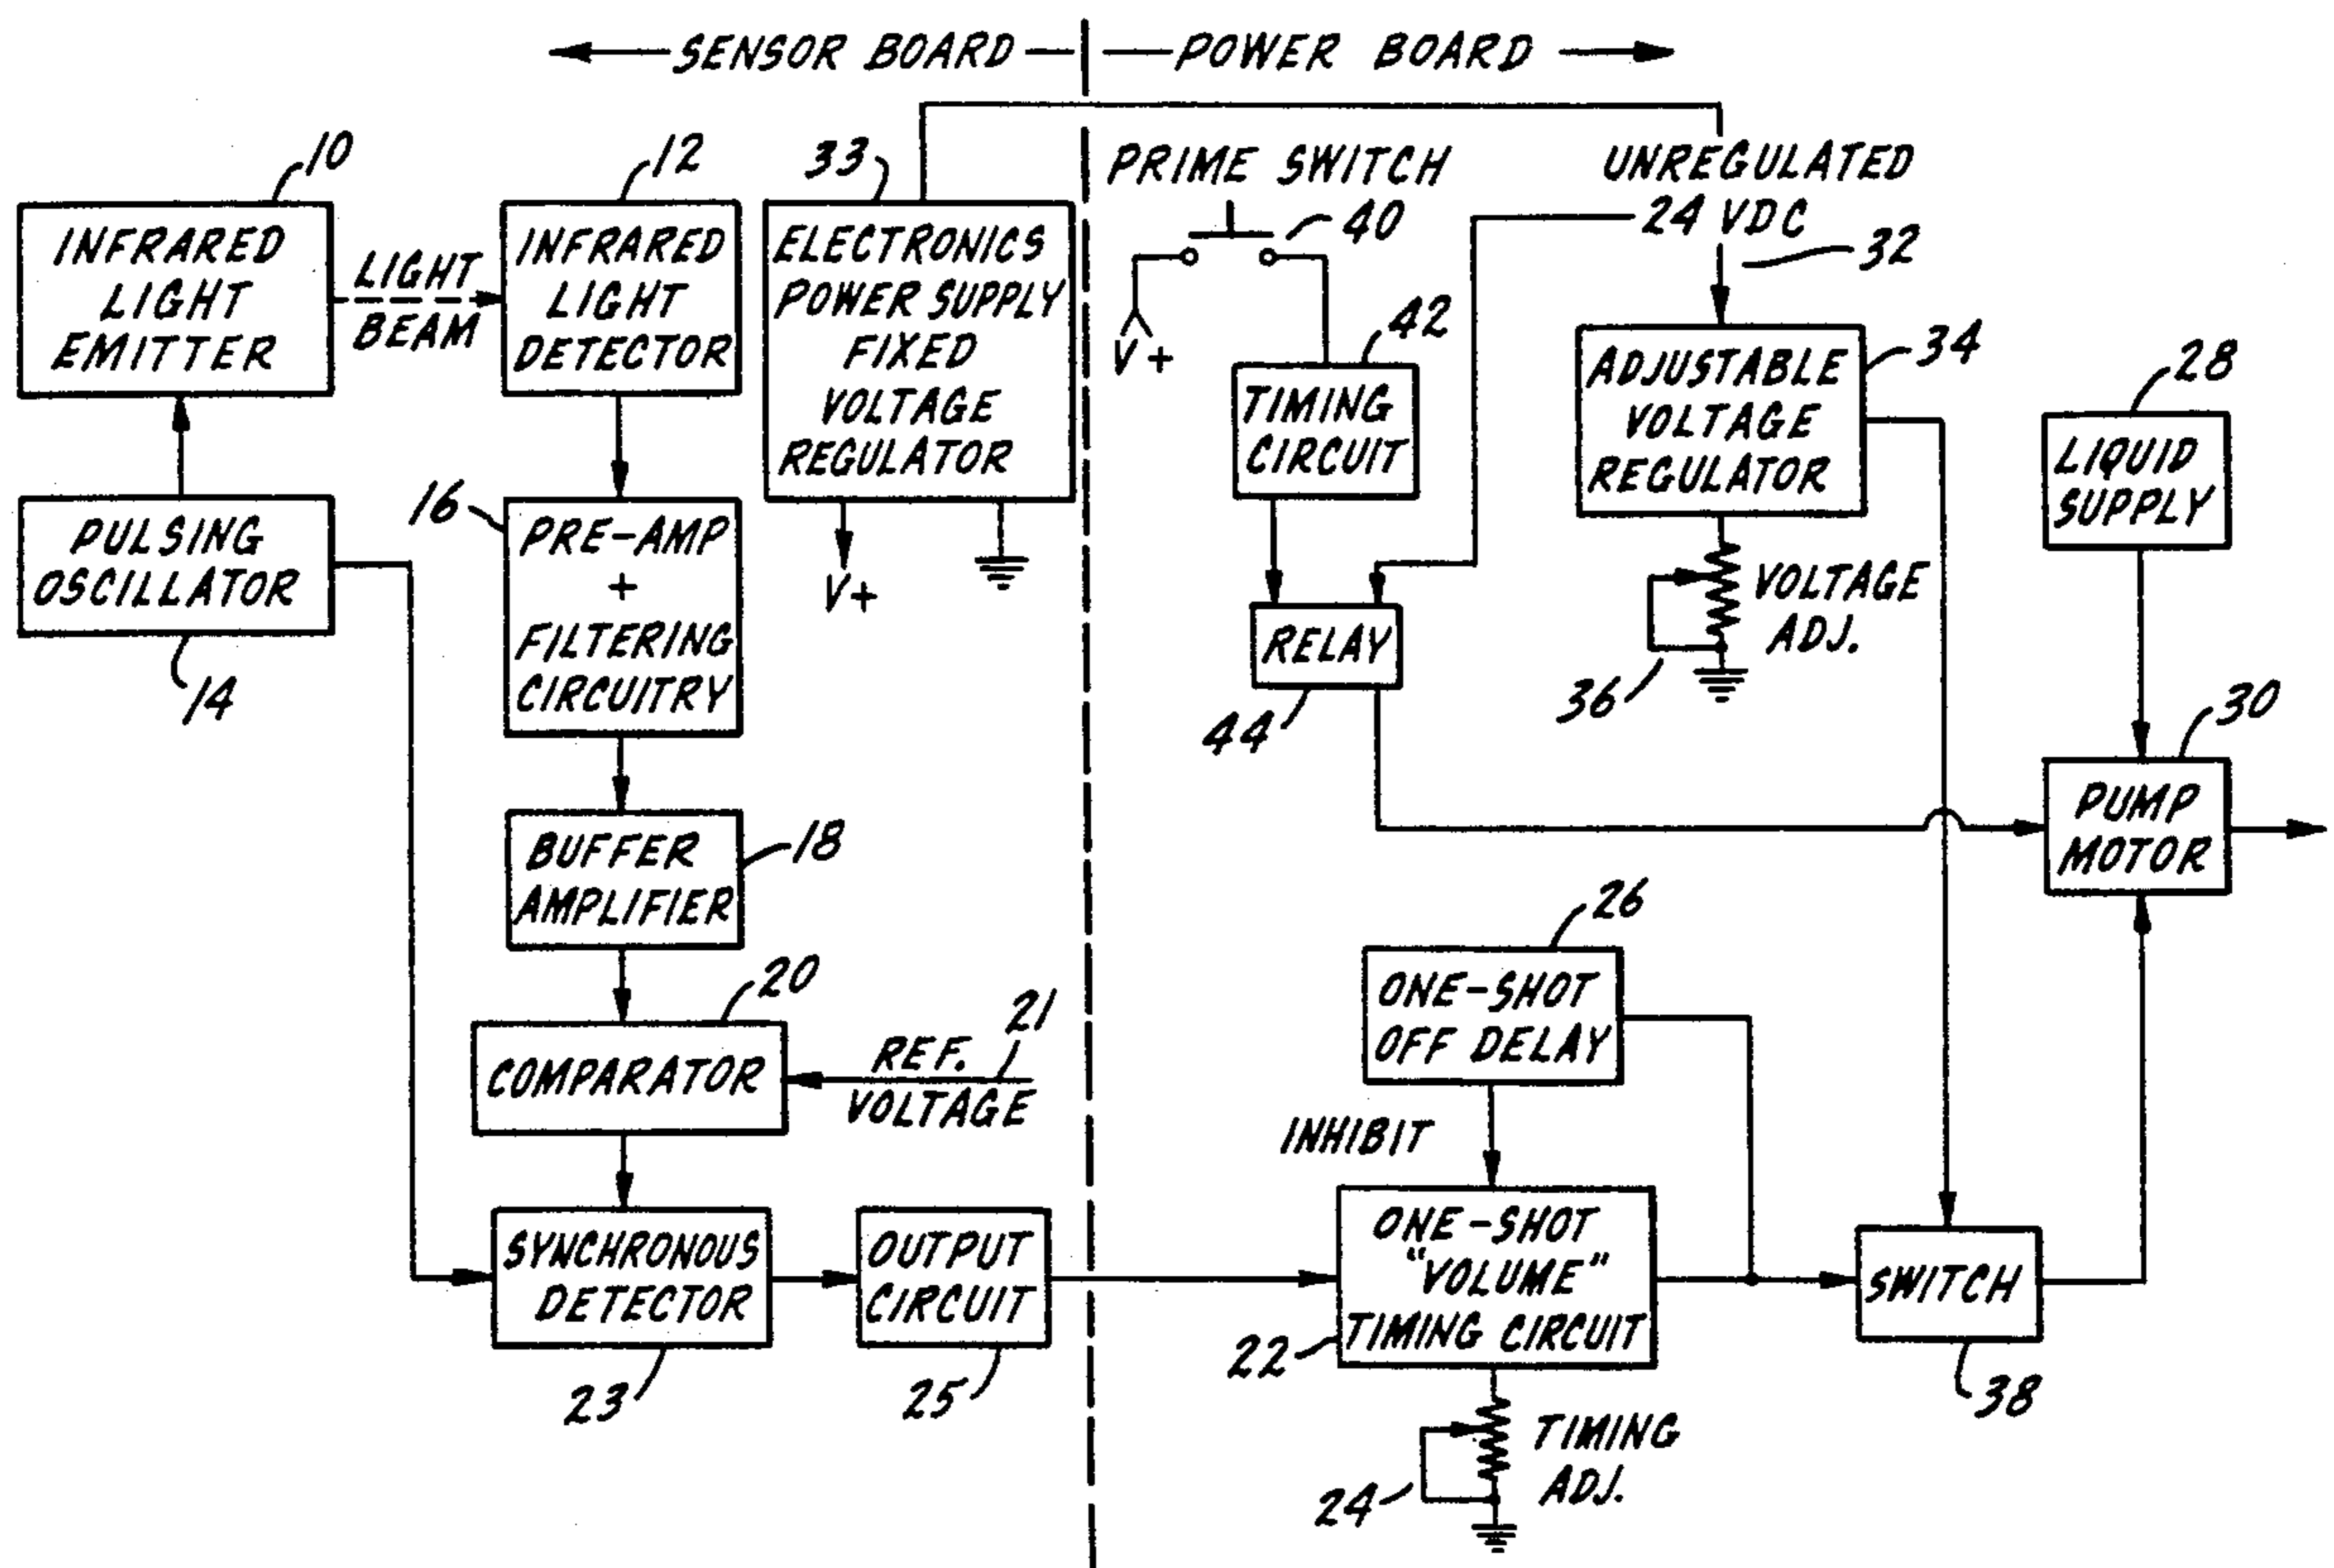 SENSOR BOARD
POWER BOARD
10
INFRARED
LIGHT
EMITTER
LIGHT
BEAM
12
INFRARED
LIGHT
DETECTOR
33
ELECTRONICS
POWER SUPPLY
FIXED
VOLTAGE
REGULATOR
V+
PRIME SWITCH
40
V+
UNREGULATED
24 VDC
32
42
TIMING
CIRCUIT
ADJUSTABLE
VOLTAGE
REGULATOR
34
28
LIQUID
SUPPLY
PULSING
OSCILLATOR
14
16
PRE-AMP
+
FILTERING
CIRCUITRY
RELAY
44
VOLTAGE
ADJ.
36
30
PUMP
MOTOR
BUFFER
AMPLIFIER
18
20
COMPARATOR
REF.
VOLTAGE
21
26
ONE-SHOT
OFF DELAY
INHIBIT
SYNCHRONOUS
DETECTOR
23
OUTPUT
CIRCUIT
25
ONE-SHOT
"VOLUME"
TIMING CIRCUIT
22
SWITCH
38
TIMING
ADJ.
24